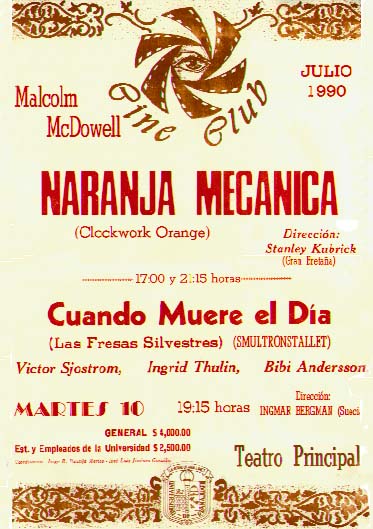 Cine Club
JULIO
1990
Malcolm
McDowell
NARANJA MECANICA
(Clockwork Orange)
Dirección:
Stanley Kubrick
(Gran Bretaña)
17:00 y 21:15 horas
Cuando Muere el Día
(Las Fresas Silvestres) (SMULTRONSTALLET)
Victor Sjostrom, Ingrid Thulin, Bibi Andersson
MARTES 10 19:15 horas
Dirección:
INGMAR BERGMAN (Sueci
GENERAL $ 4,000.00
Est. y Empleados de la Universidad $ 2,500.00
Teatro Principal